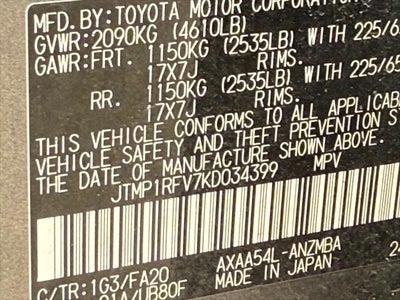 MFD.BY:TOYOTA MOTOR CORPORATION
GVWR:2090KG (4610LB)
GAWR:FRT. 1150KG (2535LB) WITH 225/65
17X7J RIMS.
RR. 1150KG (2535LB) WITH 225/65
17X7J RIMS.
THIS VEHICLE CONFORMS TO ALL APPLICAB
VEHICLE SAFETY AND THEFT PREVENTION S
THE DATE OF MANUFACTURE SHOWN ABOVE.
JTMP1RFV7KD034399 MPV
C/TR:1G3/FA20 AXAA54L-ANZMBA
MADE IN JAPAN